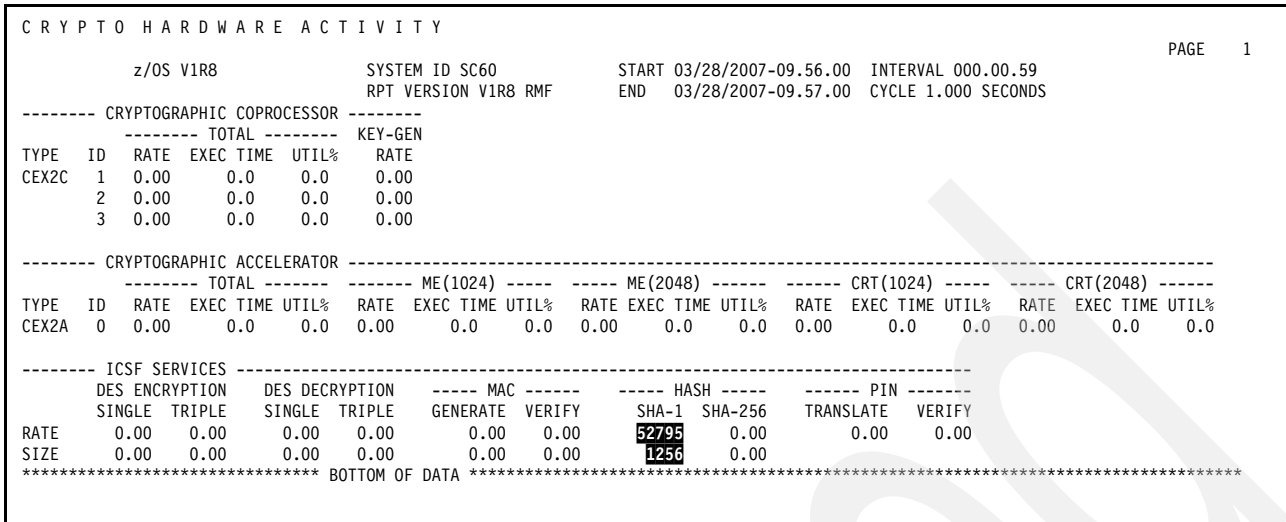 C R Y P T O   H A R D W A R E   A C T I V I T Y
PAGE    1
z/OS V1R8                SYSTEM ID SC60             START 03/28/2007-09.56.00  INTERVAL 000.00.59
RPT VERSION V1R8 RMF       END   03/28/2007-09.57.00  CYCLE 1.000 SECONDS
-------- CRYPTOGRAPHIC COPROCESSOR --------
-------- TOTAL --------  KEY-GEN
TYPE   ID   RATE  EXEC TIME  UTIL%    RATE
CEX2C  1   0.00       0.0    0.0     0.00
2   0.00       0.0    0.0     0.00
3   0.00       0.0    0.0     0.00
-------- CRYPTOGRAPHIC ACCELERATOR ---------------------------------------------------------------------------------------------
-------- TOTAL -------  ------- ME(1024) -----  ----- ME(2048) ------  ------ CRT(1024) -----  ----- CRT(2048) ------
TYPE   ID   RATE  EXEC TIME UTIL%   RATE  EXEC TIME UTIL%   RATE EXEC TIME UTIL%   RATE  EXEC TIME UTIL%   RATE  EXEC TIME UTIL%
CEX2A  0   0.00       0.0    0.0   0.00       0.0    0.0   0.00      0.0    0.0   0.00       0.0    0.0   0.00       0.0    0.0
-------- ICSF SERVICES -------------------------------------------------------------------------------
DES ENCRYPTION    DES DECRYPTION    ----- MAC ------    ----- HASH -----    ------ PIN -------
SINGLE  TRIPLE    SINGLE  TRIPLE    GENERATE  VERIFY      SHA-1  SHA-256    TRANSLATE   VERIFY
RATE      0.00    0.00      0.00    0.00        0.00    0.00      52795     0.00         0.00     0.00
SIZE      0.00    0.00      0.00    0.00        0.00    0.00       1256     0.00
******************************** BOTTOM OF DATA ***********************************************************************************